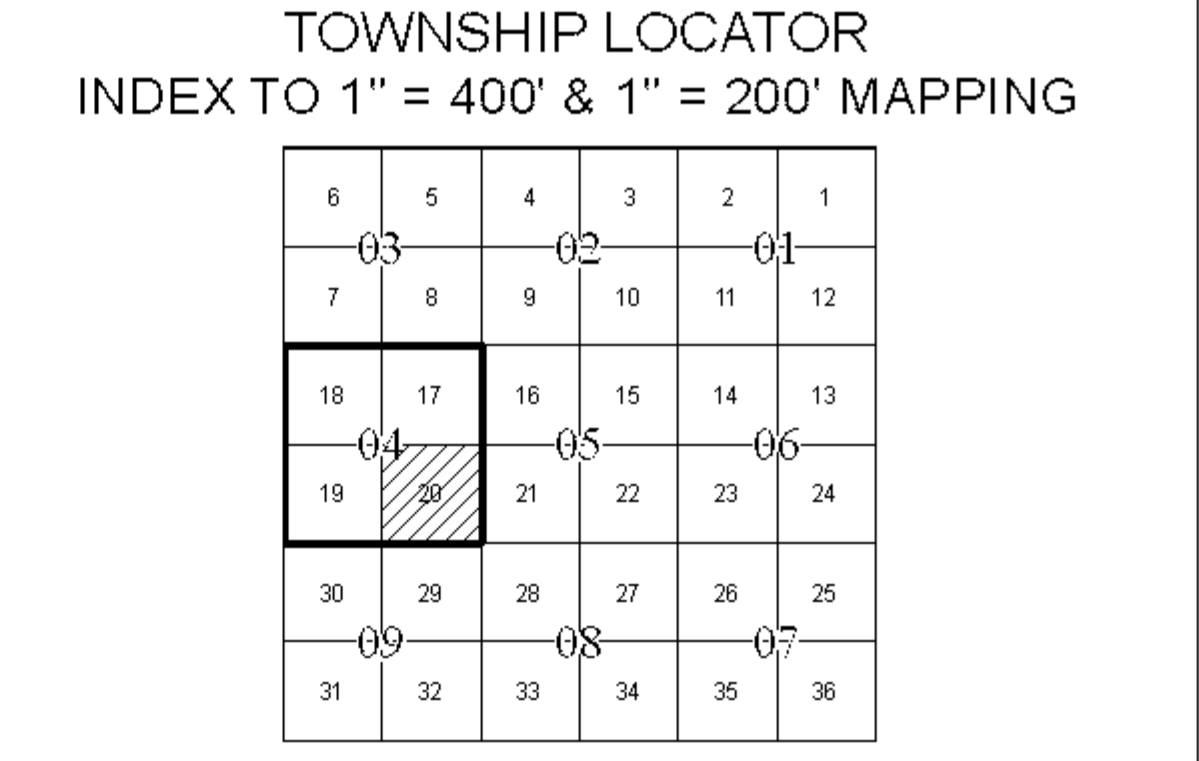 TOWNSHIP LOCATOR
INDEX TO 1" = 400' & 1" = 200' MAPPING
6 5 4 3 2 1
03 02 01
7 8 9 10 11 12
18 17 16 15 14 13
04 05 06
19 20 21 22 23 24
30 29 28 27 26 25
09 08 07
31 32 33 34 35 36